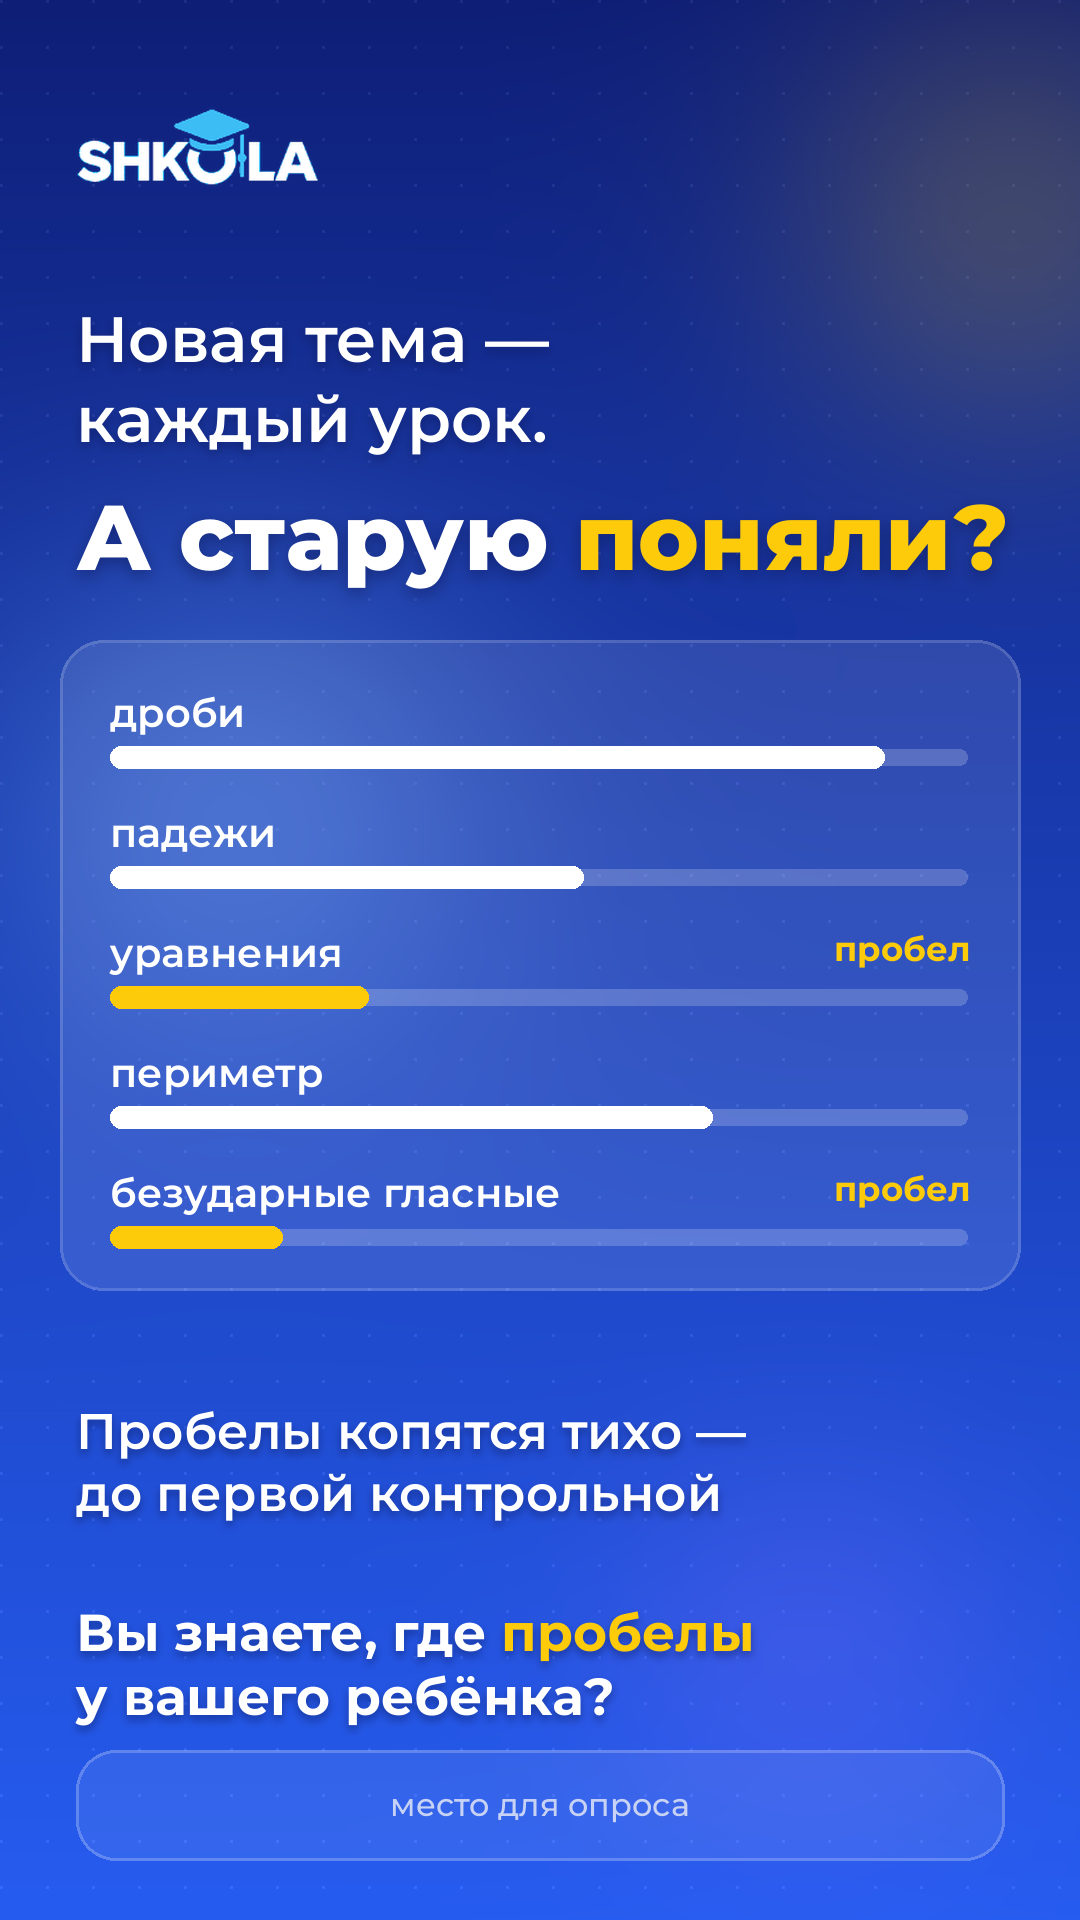 SHKOLA
Новая тема —
каждый урок.
А старую поняли?
дроби
падежи
уравнения пробел
периметр
безударные гласные пробел
Пробелы копятся тихо —
до первой контрольной
Вы знаете, где пробелы
у вашего ребёнка?
место для опроса